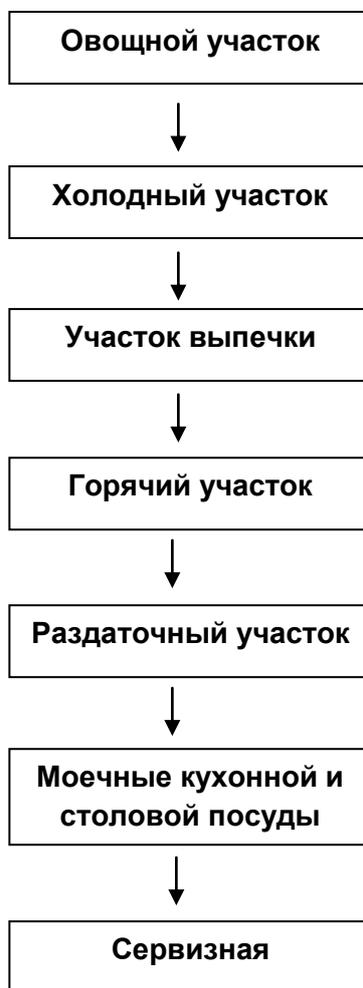 Овощной участок
Холодный участок
Участок выпечки
Горячий участок
Раздаточный участок
Моечные кухонной и
столовой посуды
Сервизная